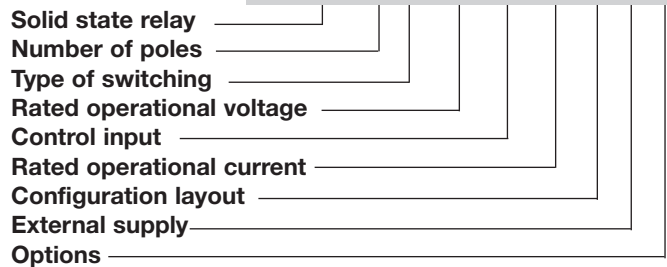 Solid state relay
Number of poles
Type of switching
Rated operational voltage
Control input
Rated operational current
Configuration layout
External supply
Options